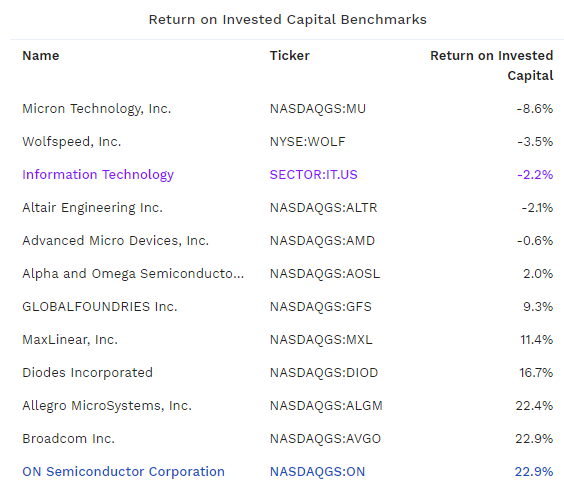 Return on Invested Capital Benchmarks
Name Ticker Return on Invested
Capital
Micron Technology, Inc. NASDAQGS:MU -8.6%
Wolfspeed, Inc. NYSE:WOLF -3.5%
Information Technology SECTOR:IT.US -2.2%
Altair Engineering Inc. NASDAQGS:ALTR -2.1%
Advanced Micro Devices, Inc. NASDAQGS:AMD -0.6%
Alpha and Omega Semiconducto... NASDAQGS:AOSL 2.0%
GLOBALFOUNDRIES Inc. NASDAQGS:GFS 9.3%
MaxLinear, Inc. NASDAQGS:MXL 11.4%
Diodes Incorporated NASDAQGS:DIOD 16.7%
Allegro MicroSystems, Inc. NASDAQGS:ALGM 22.4%
Broadcom Inc. NASDAQGS:AVGO 22.9%
ON Semiconductor Corporation NASDAQGS:ON 22.9%